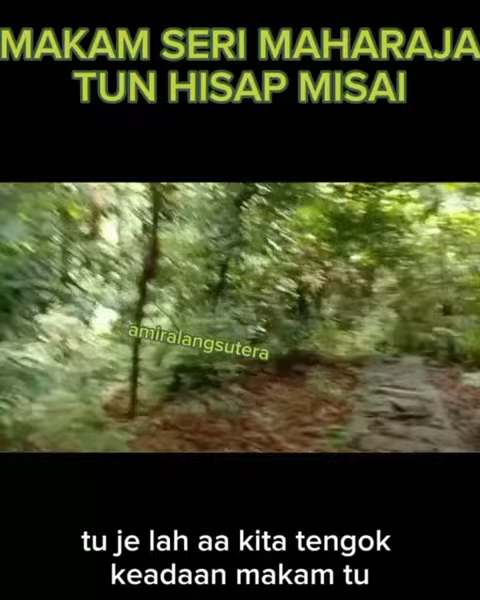 MAKAM SERI MAHARAJA
TUN HISAP MISAI
amiralangsutera
tu je lah aa kita tengok
keadaan makam tu